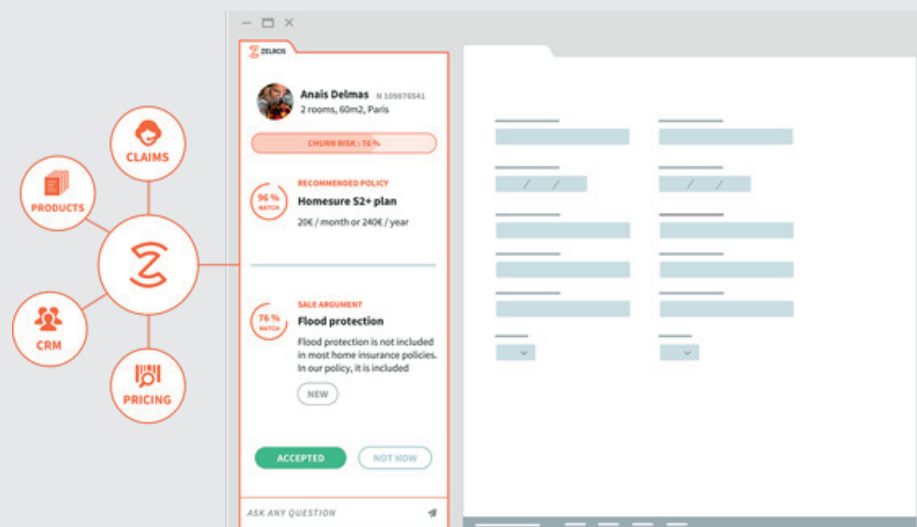 ZELROS
Anais Delmas N 109876541
2 rooms, 60m2, Paris
CHURN RISK : 76 %
CLAIMS
PRODUCTS
CRM
PRICING
96 %
MATCH
RECOMMENDED POLICY
Homesure S2+ plan
20€ / month or 240€ / year
76 %
MATCH
SALE ARGUMENT
Flood protection
Flood protection is not included
in most home insurance policies.
In our policy, it is included
NEW
ACCEPTED
NOT NOW
ASK ANY QUESTION